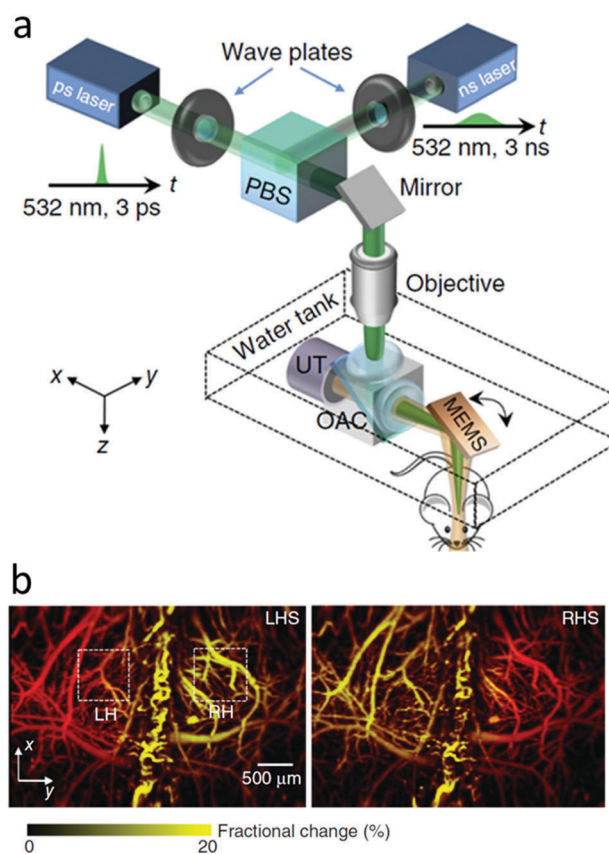 a
ps laser
Wave plates
ns laser
t
532 nm, 3 ps
PBS
t
532 nm, 3 ns
Mirror
Objective
Water tank
UT
OAC
MEMS
x
y
z
b
LHS
LH
RH
x
y
500 μm
RHS
0
20
Fractional change (%)